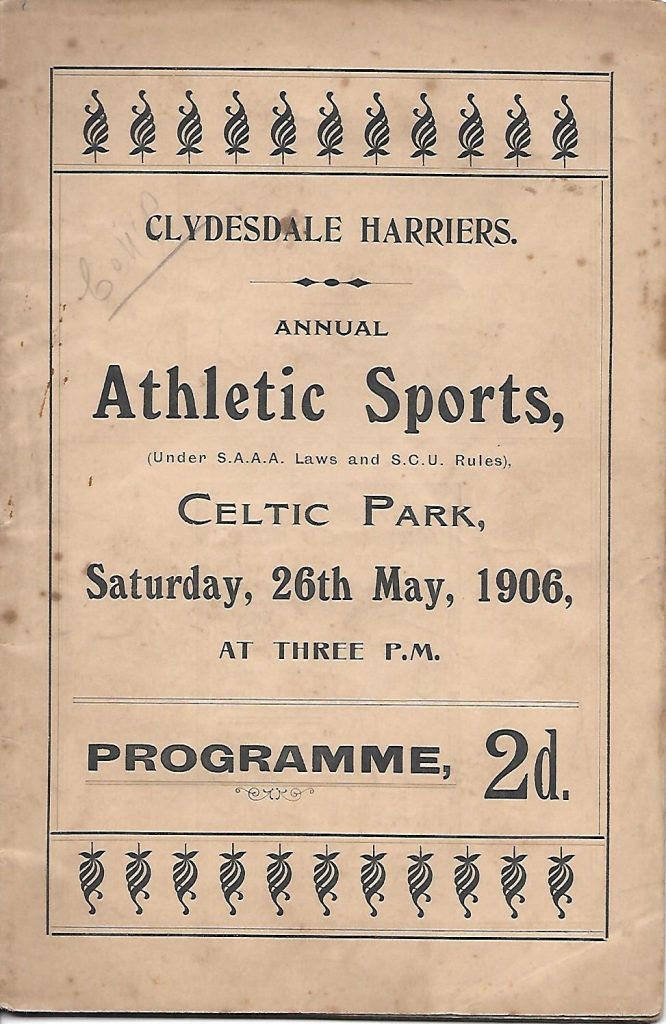 CLYDESDALE HARRIERS.
ANNUAL
Athletic Sports,
(Under S.A.A.A. Laws and S.C.U. Rules),
CELTIC PARK,
Saturday, 26th May, 1906,
AT THREE P.M.
PROGRAMME, 2d.